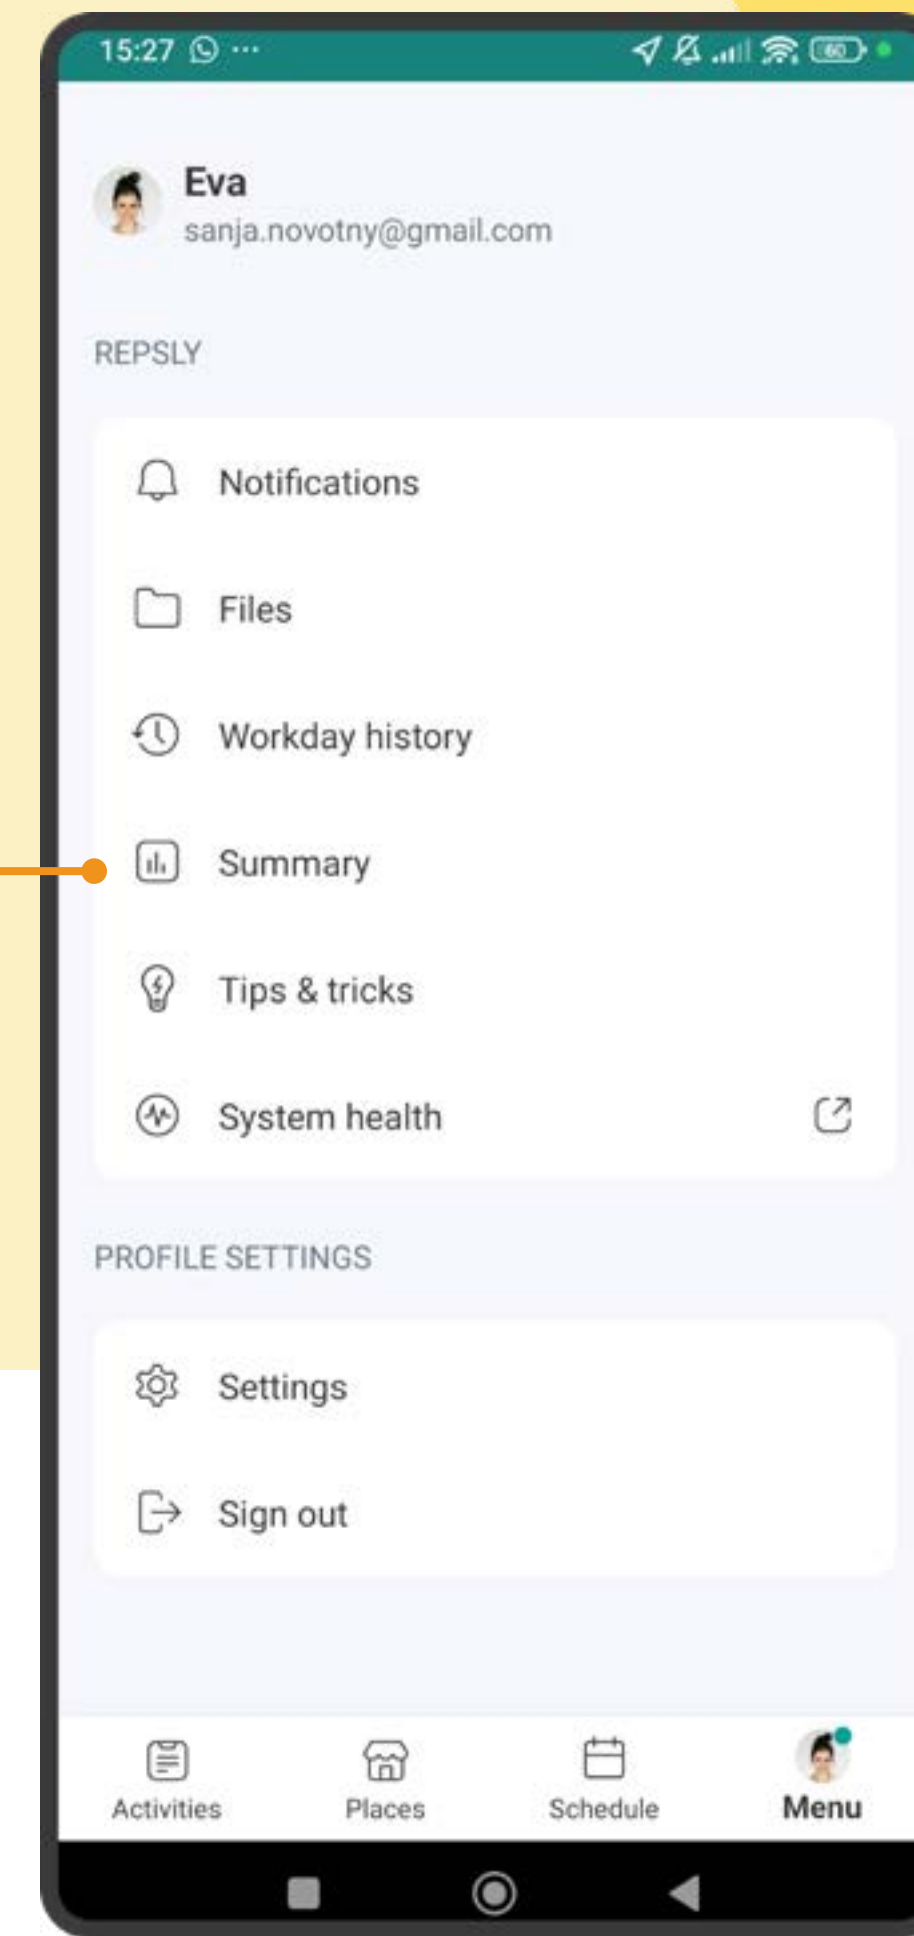 15:27 ...
60
Eva
sanja.novotny@gmail.com
REPSLY
Notifications
Files
Workday history
Summary
Tips & tricks
System health
PROFILE SETTINGS
Settings
Sign out
Activities Places Schedule Menu